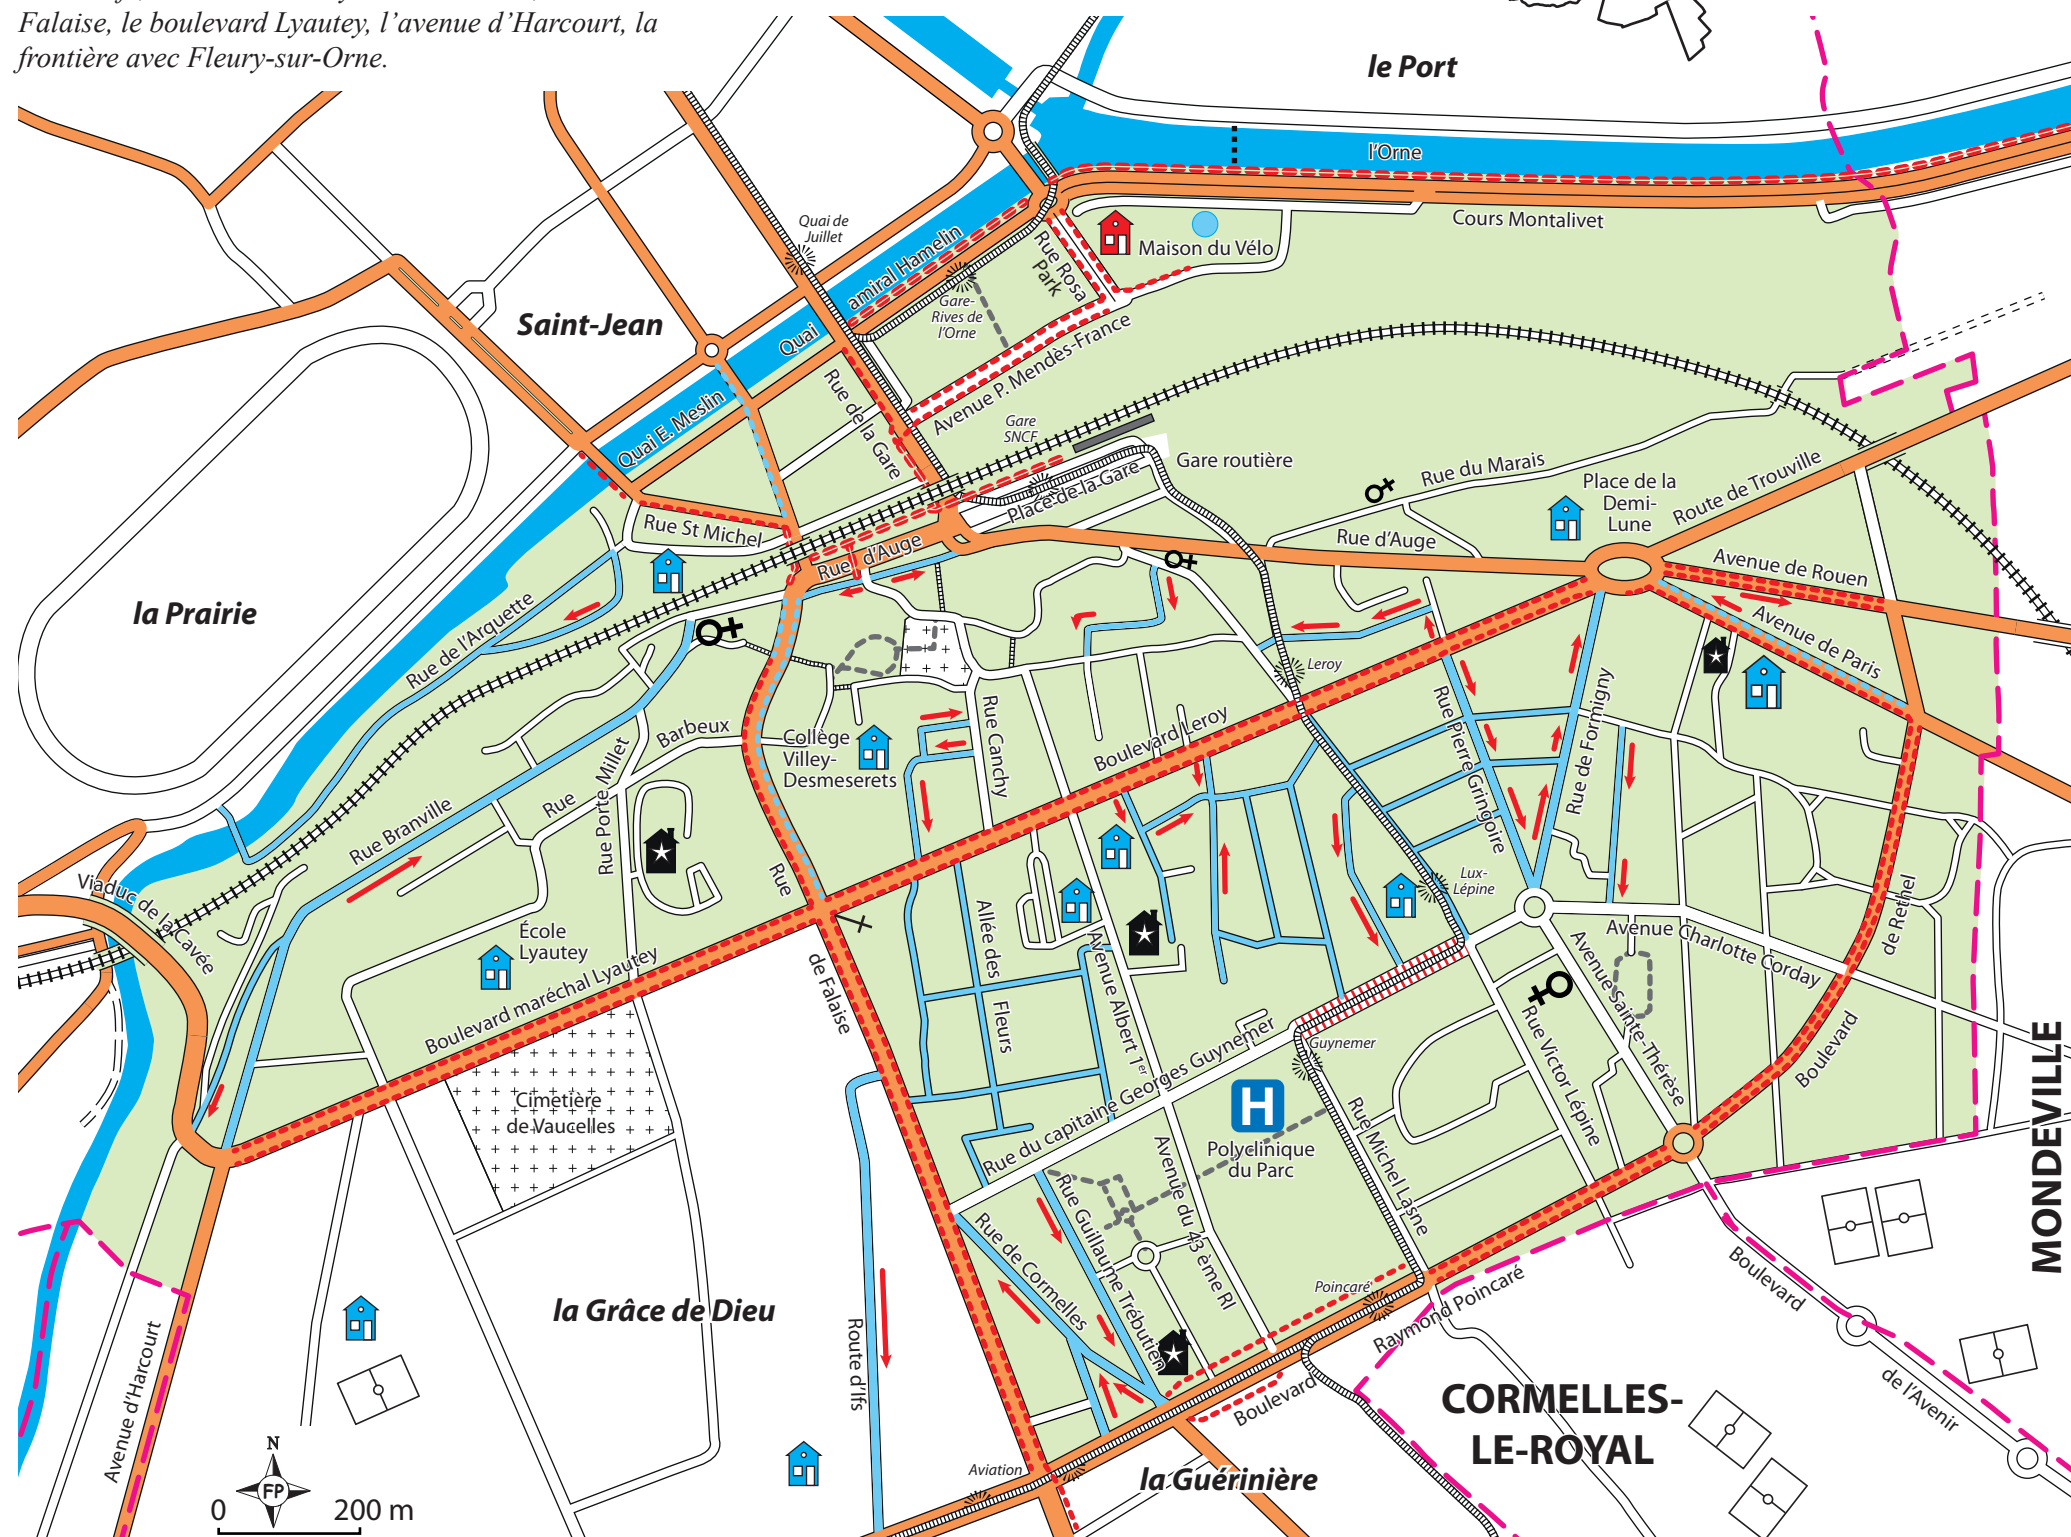 Falaise, le boulevard Lyautey, l’avenue d’Harcourt, la
frontière avec Fleury-sur-Orne.
le Port
l’Orne
Cours Montalivet
Quai de
Juillet
Maison du Vélo
Rue Rosa
Park
Quai
amiral Hamelin
Gare-
Rives de
l’Orne
Saint-Jean
Avenue P. Mendès-France
Rue de la Gare
Quai E. Meslin
Gare
SNCF
Gare routière
Place de la Gare
Rue du Marais
Place de la
Demi-
Lune
Route de Trouville
Rue St Michel
Rue d’Auge
Rue d’Auge
Avenue de Rouen
Avenue de Paris
la Prairie
Rue de l’Arquette
Leroy
Rue Canchy
Collège
Villey-
Desmeserets
Barbeux
Rue
Rue Porte Millet
Rue Branville
Boulevard Leroy
Rue Pierre Gringoire
Rue de Formigny
Lux-
Lépine
Viaduc de la Cavée
École
Lyautey
Boulevard maréchal Lyautey
Rue
de Falaise
Allée des
Fleurs
Avenue Albert 1er
Avenue Charlotte Corday
Avenue Sainte-Thérèse
Boulevard
de Rethel
Cimetière
de Vaucelles
Rue du capitaine Georges Guynemer
Guynemer
H
Polyclinique
du Parc
Rue Victor Lépine
Rue Michel Lasne
Avenue du 43 ème RI
Rue Guillaume Trébutien
Rue de Cormelles
MONDEVILLE
la Grâce de Dieu
Route d’Ifs
Poincaré
Raymond Poincaré
Boulevard
Boulevard
de l’Avenir
CORMELLES-
LE-ROYAL
Avenue d’Harcourt
Aviation
la Guérinière
N
FP
0
200 m